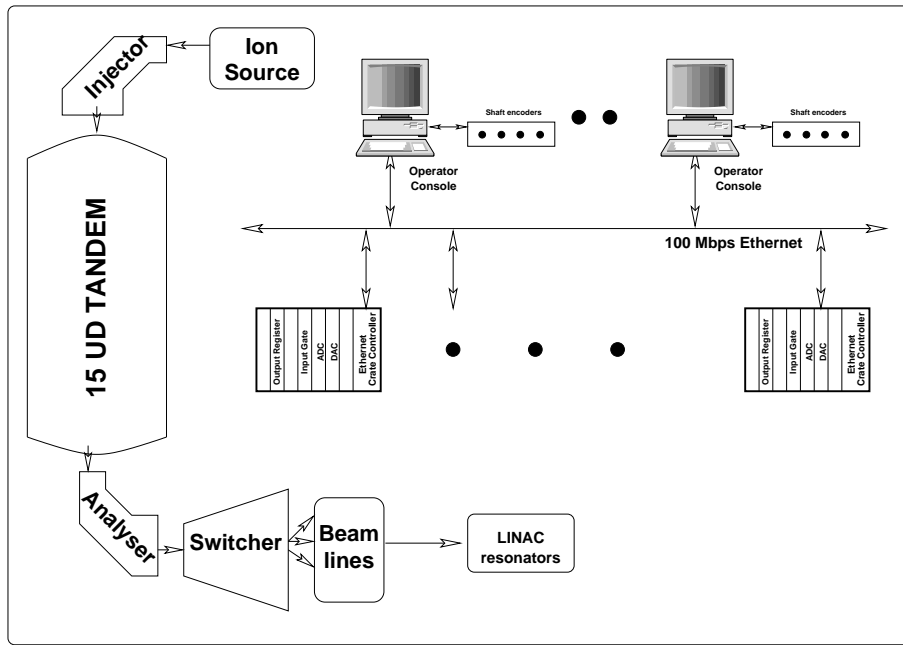 Ion
Source
Injector
15 UD TANDEM
Shaft encoders
Shaft encoders
Operator
Console
Operator
Console
100 Mbps Ethernet
Output Register
Input Gate
ADC
DAC
Ethernet
Crate Controller
Output Register
Input Gate
ADC
DAC
Ethernet
Crate Controller
Analyser
Switcher
Beam
lines
LINAC
resonators